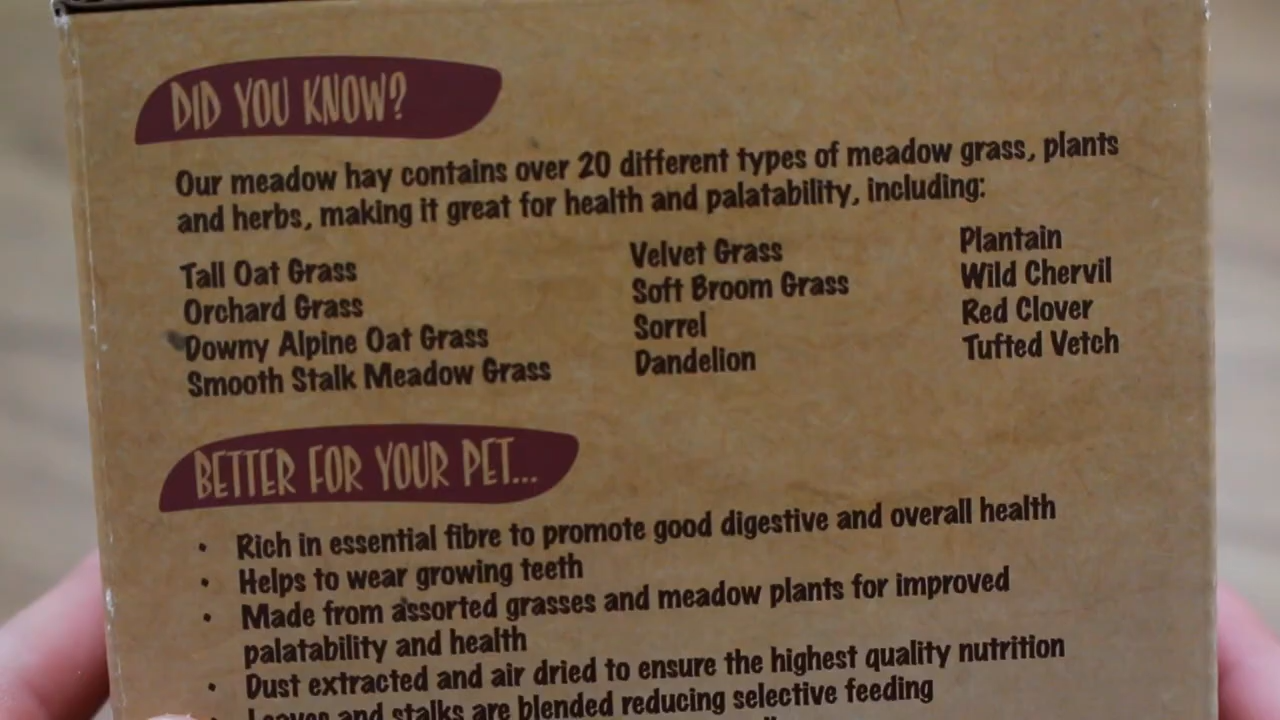 DID YOU KNOW?
Our meadow hay contains over 20 different types of meadow grass, plants
and herbs, making it great for health and palatability, including:
Tall Oat Grass
Orchard Grass
Downy Alpine Oat Grass
Smooth Stalk Meadow Grass
Velvet Grass
Soft Broom Grass
Sorrel
Dandelion
Plantain
Wild Chervil
Red Clover
Tufted Vetch
BETTER FOR YOUR PET...
• Rich in essential fibre to promote good digestive and overall health
• Helps to wear growing teeth
• Made from assorted grasses and meadow plants for improved
palatability and health
• Dust extracted and air dried to ensure the highest quality nutrition
• Leaves and stalks are blended reducing selective feeding